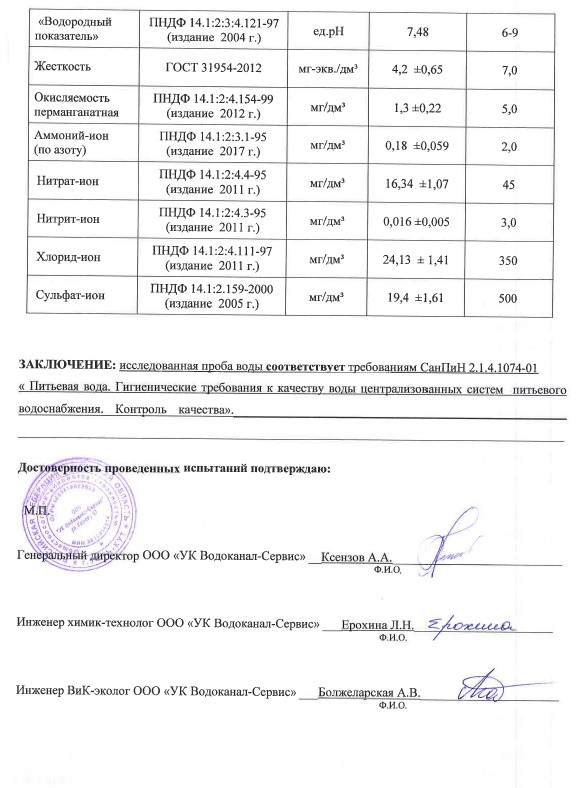 «Водородный показатель» ПНДФ 14.1:2:3:4.121-97 (издание 2004 г.) ед.рН 7,48 6-9
Жесткость ГОСТ 31954-2012 мг-экв./дм³ 4,2 ±0,65 7,0
Окисляемость перманганатная ПНДФ 14.1:2:4.154-99 (издание 2012 г.) мг/дм³ 1,3 ±0,22 5,0
Аммоний-ион (по азоту) ПНДФ 14.1:2:3.1-95 (издание 2017 г.) мг/дм³ 0,18 ±0,059 2,0
Нитрат-ион ПНДФ 14.1:2:4.4-95 (издание 2011 г.) мг/дм³ 16,34 ±1,07 45
Нитрит-ион ПНДФ 14.1:2:4.3-95 (издание 2011 г.) мг/дм³ 0,016 ±0,005 3,0
Хлорид-ион ПНДФ 14.1:2:4.111-97 (издание 2011 г.) мг/дм³ 24,13 ± 1,41 350
Сульфат-ион ПНДФ 14.1:2.159-2000 (издание 2005 г.) мг/дм³ 19,4 ±1,61 500
ЗАКЛЮЧЕНИЕ: исследованная проба воды соответствует требованиям СанПиН 2.1.4.1074-01
« Питьевая вода. Гигиенические требования к качеству воды централизованных систем питьевого
водоснабжения. Контроль качества».
Достоверность проведенных испытаний подтверждаю:
М.П.
Генеральный директор ООО «УК Водоканал-Сервис» Ксензов А.А.
Ф.И.О.
Инженер химик-технолог ООО «УК Водоканал-Сервис» Ерохина Л.Н. Ерохина
Ф.И.О.
Инженер ВиК-эколог ООО «УК Водоканал-Сервис» Болжеларская А.В.
Ф.И.О.